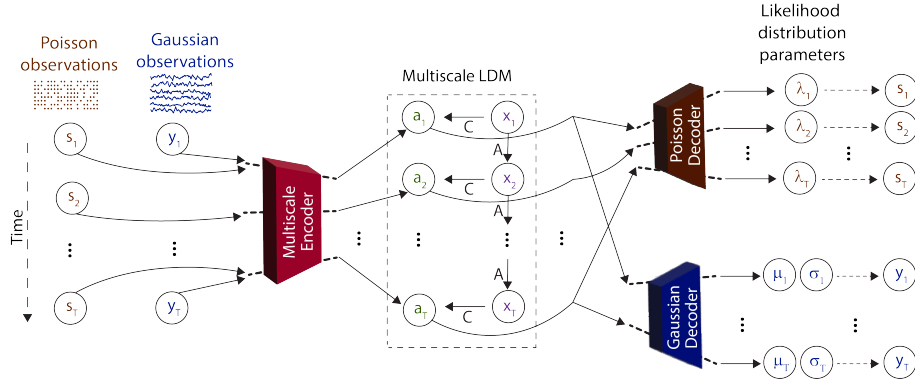 Poisson
observations
Gaussian
observations
Multiscale LDM
Likelihood
distribution
parameters
Time
s1 y1
s2
sT yT
Multiscale
Encoder
a1 C x1
A
a2 C x2
A
A
aT C xT
Poisson
Decoder
λ1 s1
λ2 s2
λT sT
Gaussian
Decoder
μ1 σ1 y1
μT σT yT